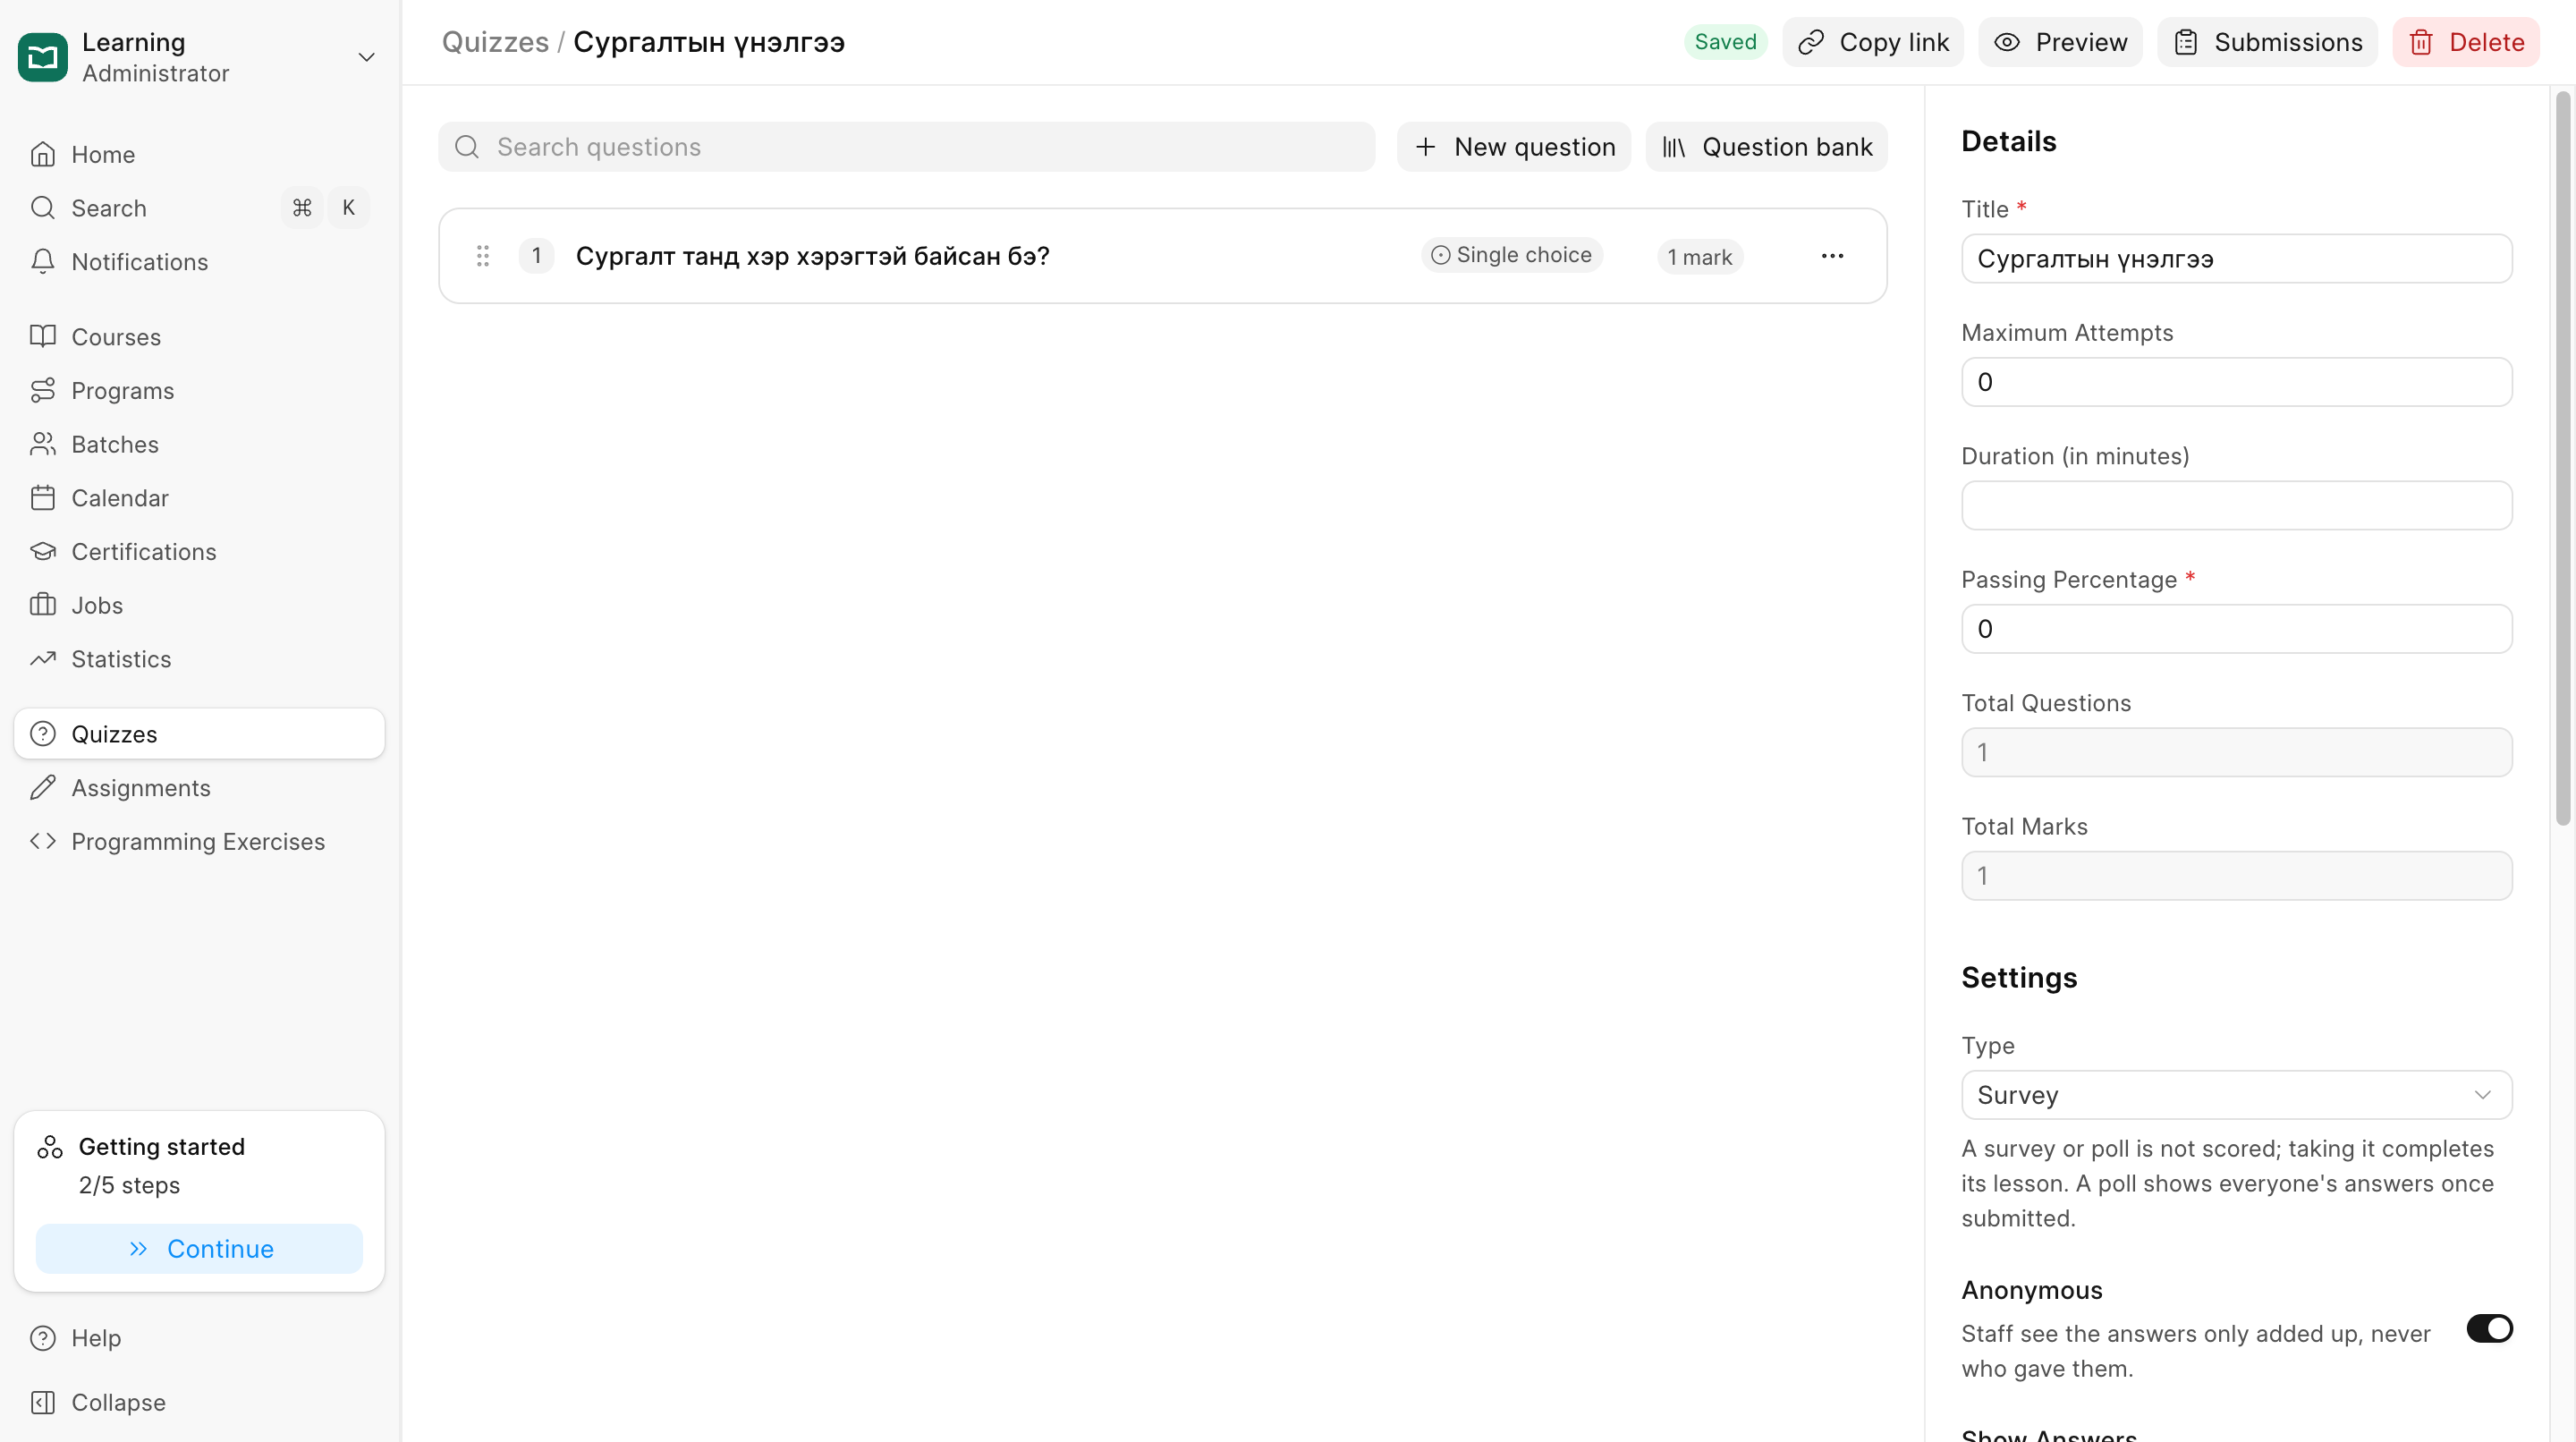 Learning
Administrator
Home
Search ⌘ K
Notifications
Courses
Programs
Batches
Calendar
Certifications
Jobs
Statistics
Quizzes
Assignments
Programming Exercises
Getting started
2/5 steps
Continue
Help
Collapse
Quizzes / Сургалтын үнэлгээ
Saved
Copy link
Preview
Submissions
Delete
Search questions
New question
Question bank
1 Сургалт танд хэр хэрэгтэй байсан бэ? Single choice 1 mark
Details
Title *
Сургалтын үнэлгээ
Maximum Attempts
0
Duration (in minutes)
Passing Percentage *
0
Total Questions
1
Total Marks
1
Settings
Type
Survey
A survey or poll is not scored; taking it completes
its lesson. A poll shows everyone's answers once
submitted.
Anonymous
Staff see the answers only added up, never
who gave them.
Show Answers